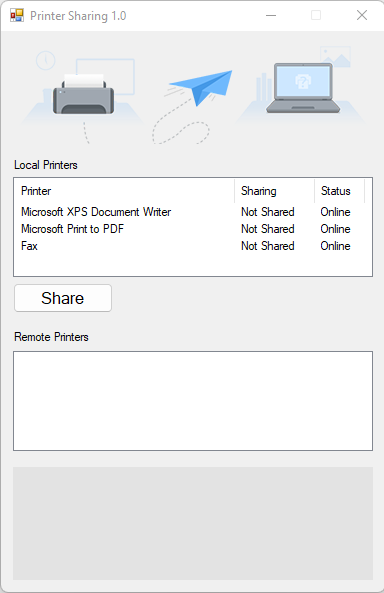 Printer Sharing 1.0
Local Printers
Printer Sharing Status
Microsoft XPS Document Writer Not Shared Online
Microsoft Print to PDF Not Shared Online
Fax Not Shared Online
Share
Remote Printers